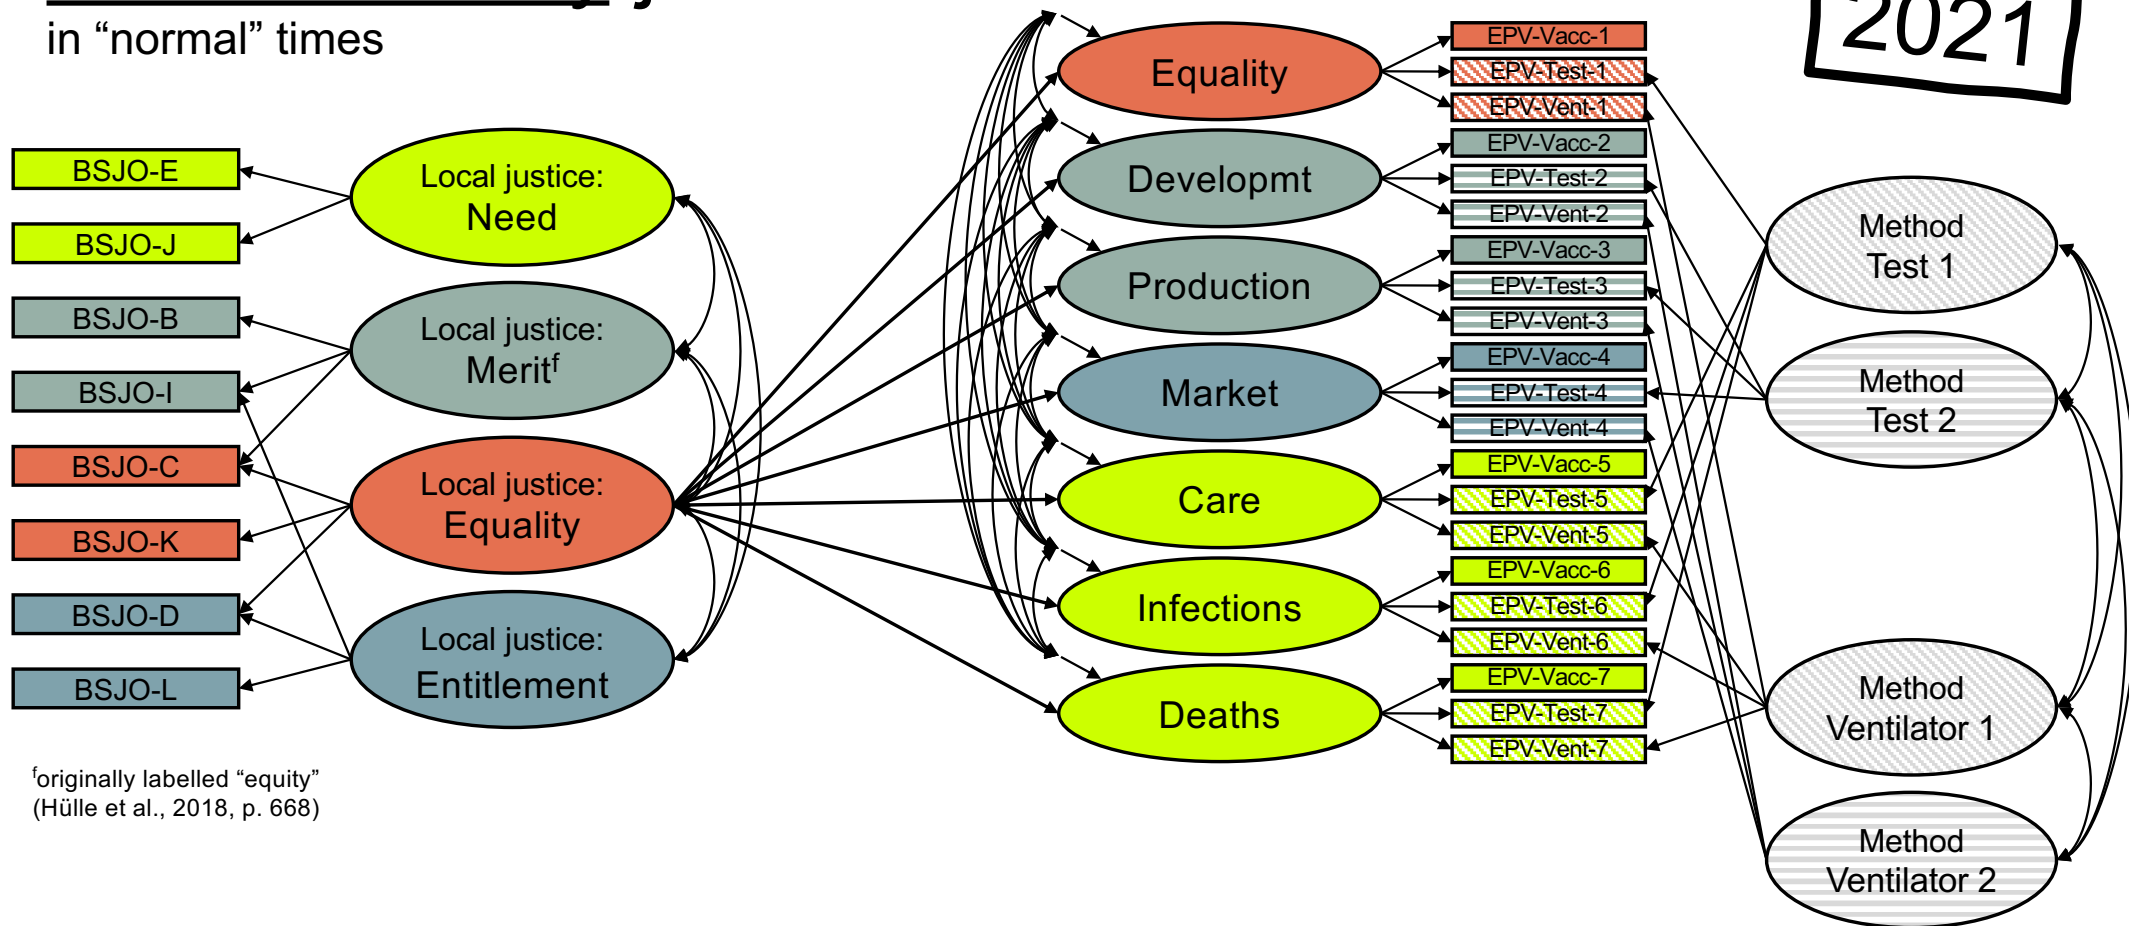 in “normal” times
2021
BSJO-E
BSJO-J
BSJO-B
BSJO-I
BSJO-C
BSJO-K
BSJO-D
BSJO-L
Local justice:
Need
Local justice:
Meritᶠ
Local justice:
Equality
Local justice:
Entitlement
ᶠoriginally labelled “equity”
(Hülle et al., 2018, p. 668)
Equality
Developmt
Production
Market
Care
Infections
Deaths
EPV-Vacc-1
EPV-Test-1
EPV-Vent-1
EPV-Vacc-2
EPV-Test-2
EPV-Vent-2
EPV-Vacc-3
EPV-Test-3
EPV-Vent-3
EPV-Vacc-4
EPV-Test-4
EPV-Vent-4
EPV-Vacc-5
EPV-Test-5
EPV-Vent-5
EPV-Vacc-6
EPV-Test-6
EPV-Vent-6
EPV-Vacc-7
EPV-Test-7
EPV-Vent-7
Method
Test 1
Method
Test 2
Method
Ventilator 1
Method
Ventilator 2